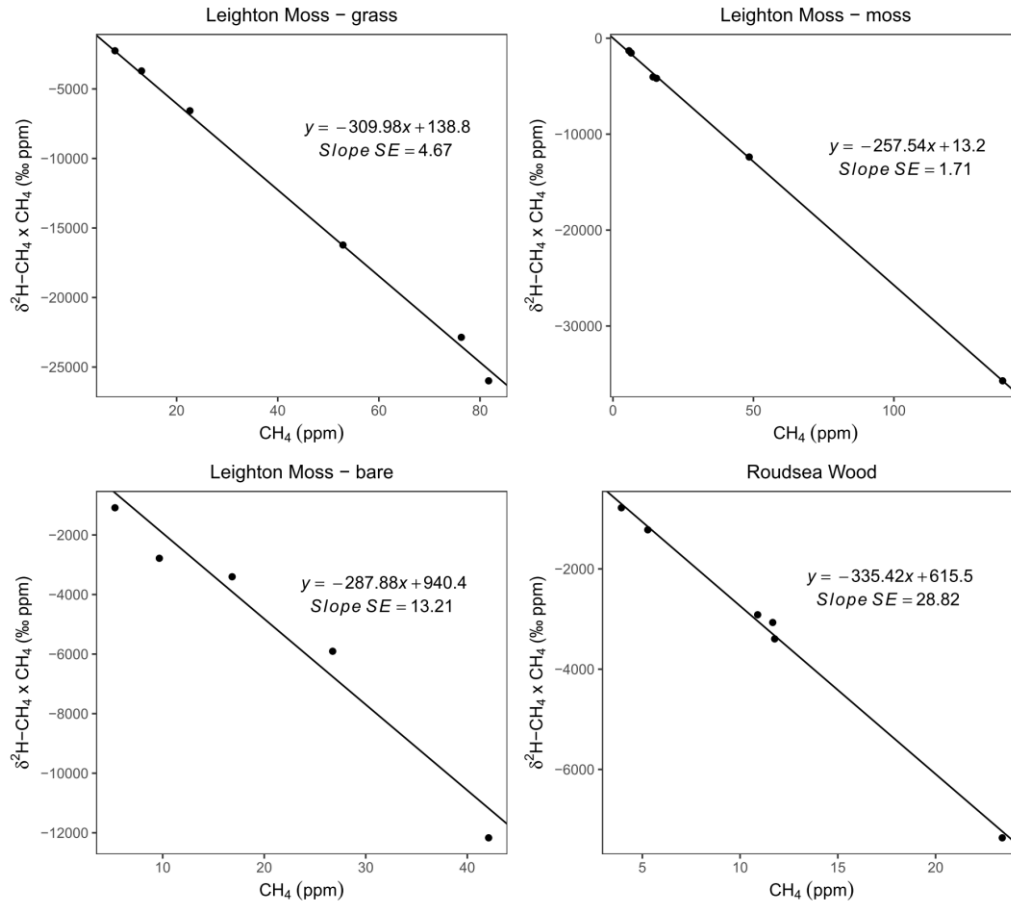 Leighton Moss − grass
δ²H−CH₄ x CH₄ (‰ ppm)
−5000
−10000
−15000
−20000
−25000
y = −309.98x + 138.8
Slope SE = 4.67
20
40
60
80
CH₄ (ppm)
Leighton Moss − moss
δ²H−CH₄ x CH₄ (‰ ppm)
0
−10000
−20000
−30000
y = −257.54x + 13.2
Slope SE = 1.71
0
50
100
CH₄ (ppm)
Leighton Moss − bare
δ²H−CH₄ x CH₄ (‰ ppm)
−2000
−4000
−6000
−8000
−10000
−12000
y = −287.88x + 940.4
Slope SE = 13.21
10
20
30
40
CH₄ (ppm)
Roudsea Wood
δ²H−CH₄ x CH₄ (‰ ppm)
−2000
−4000
−6000
y = −335.42x + 615.5
Slope SE = 28.82
5
10
15
20
CH₄ (ppm)